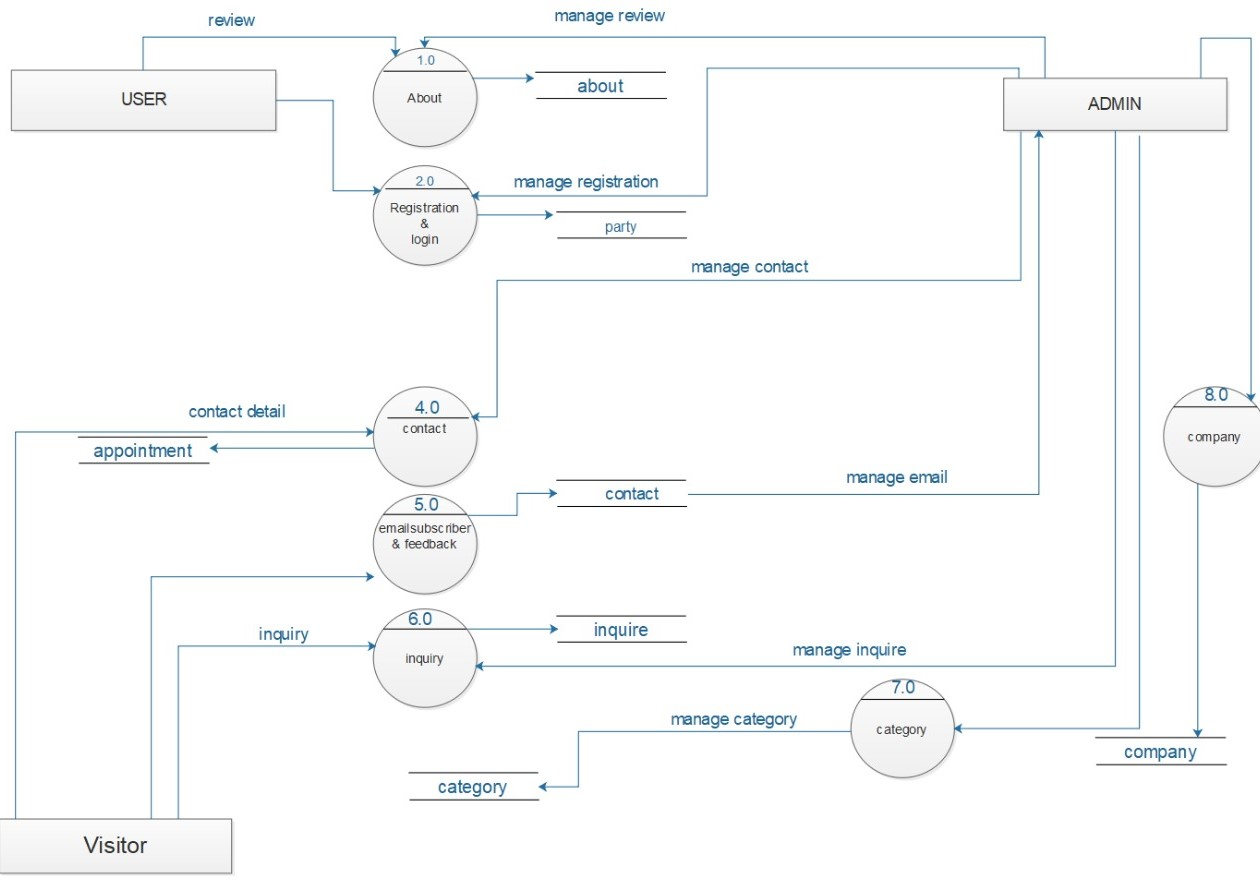 review
manage review
1.0
About
about
USER
ADMIN
2.0
Registration
&
login
manage registration
party
manage contact
8.0
company
4.0
contact
contact detail
appointment
5.0
emailsubscriber
& feedback
contact
manage email
6.0
inquiry
inquiry
inquire
manage inquire
7.0
category
manage category
category
company
Visitor